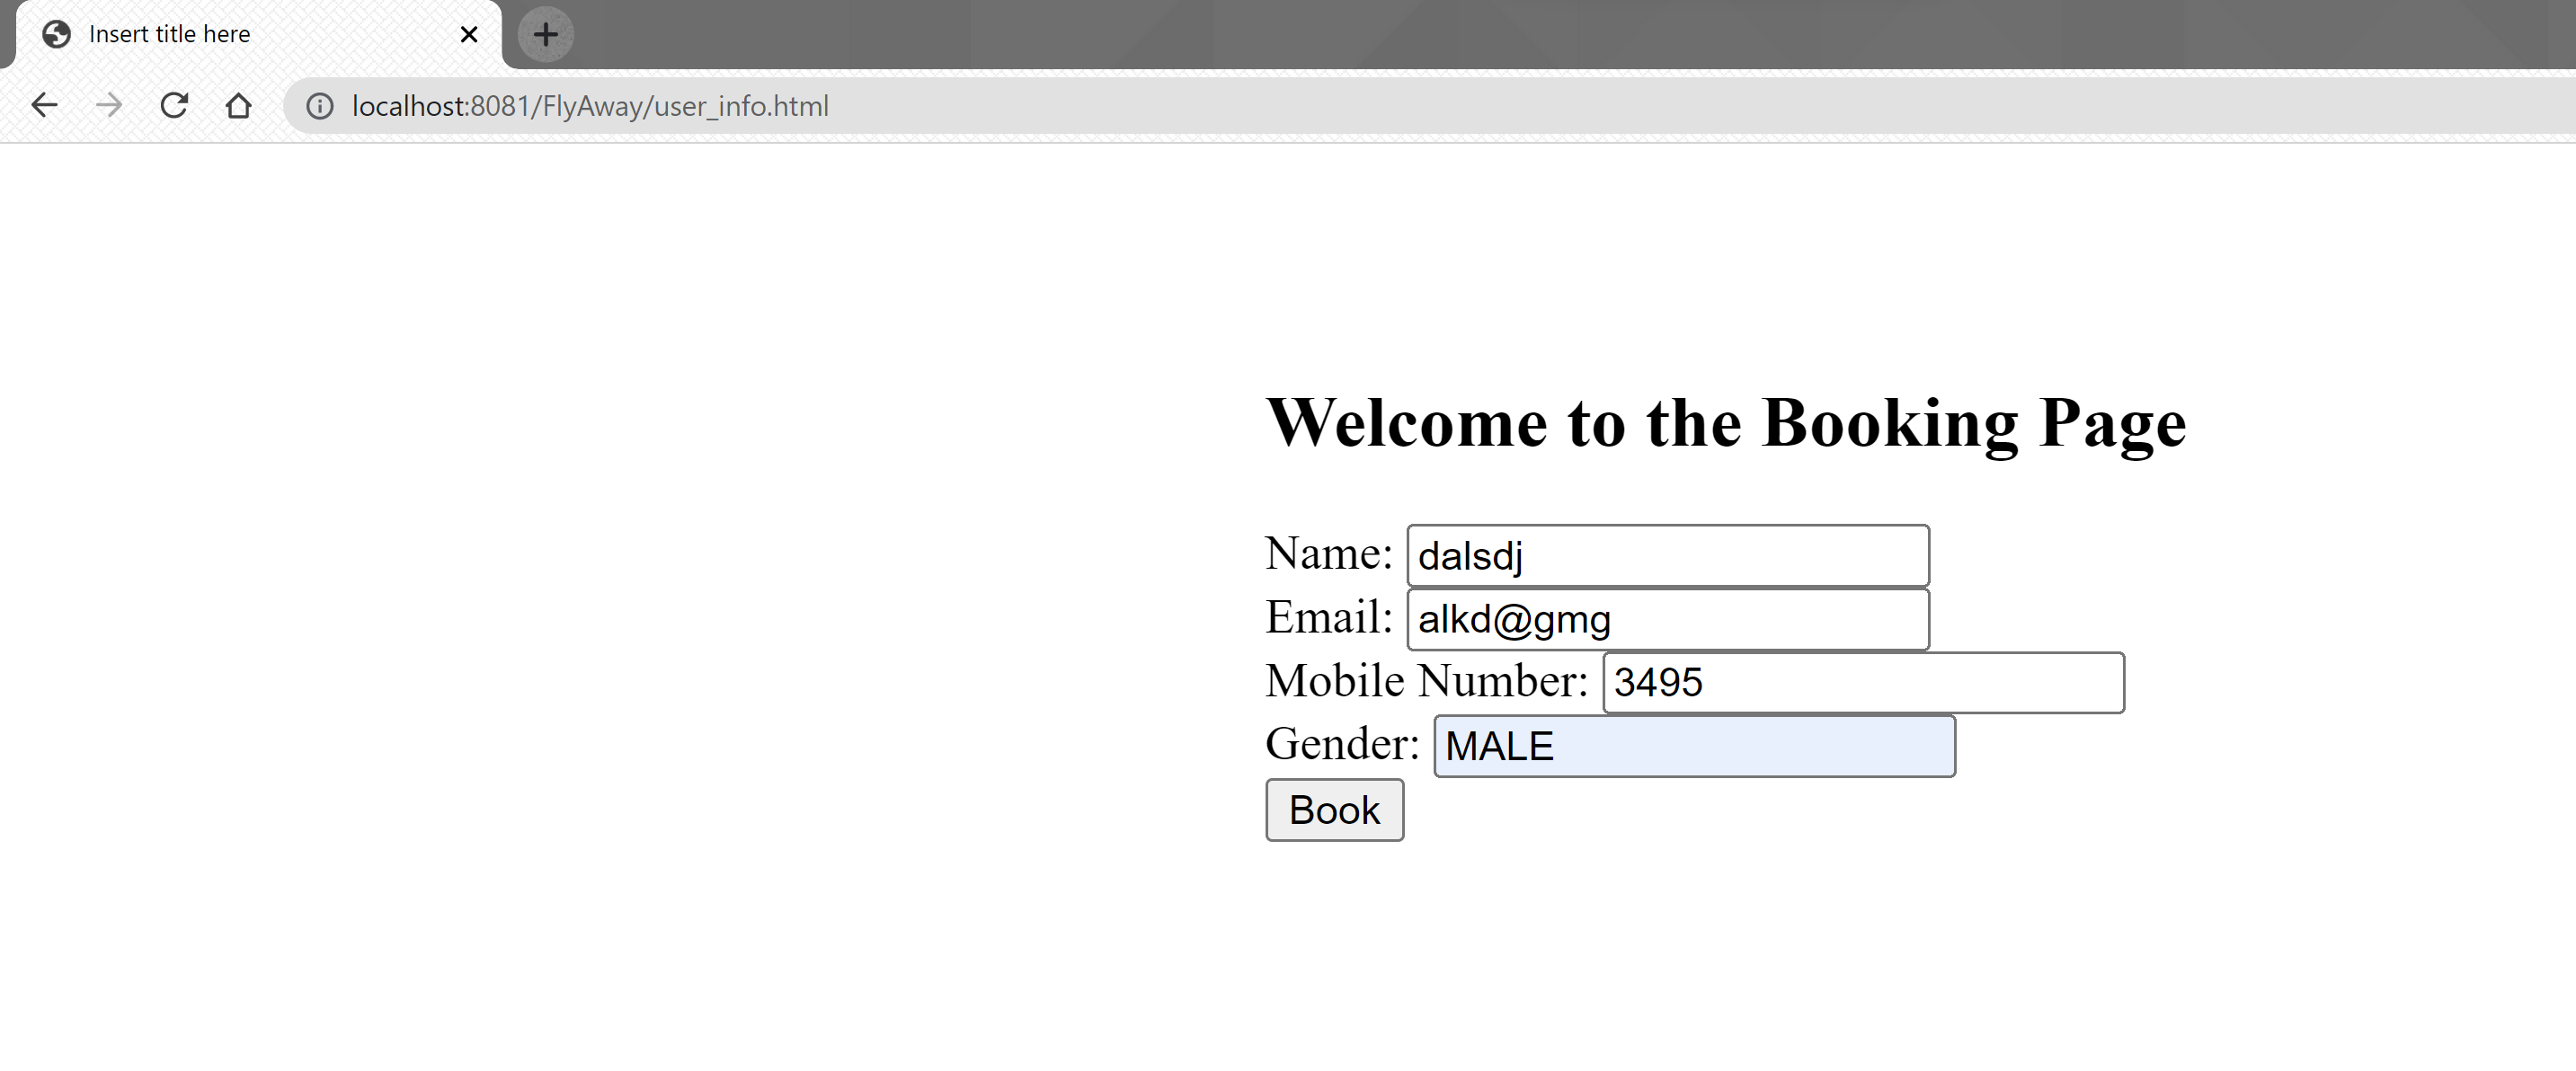 Insert title here
localhost:8081/FlyAway/user_info.html
Welcome to the Booking Page
Name: dalsdj
Email: alkd@gmg
Mobile Number: 3495
Gender: MALE
Book